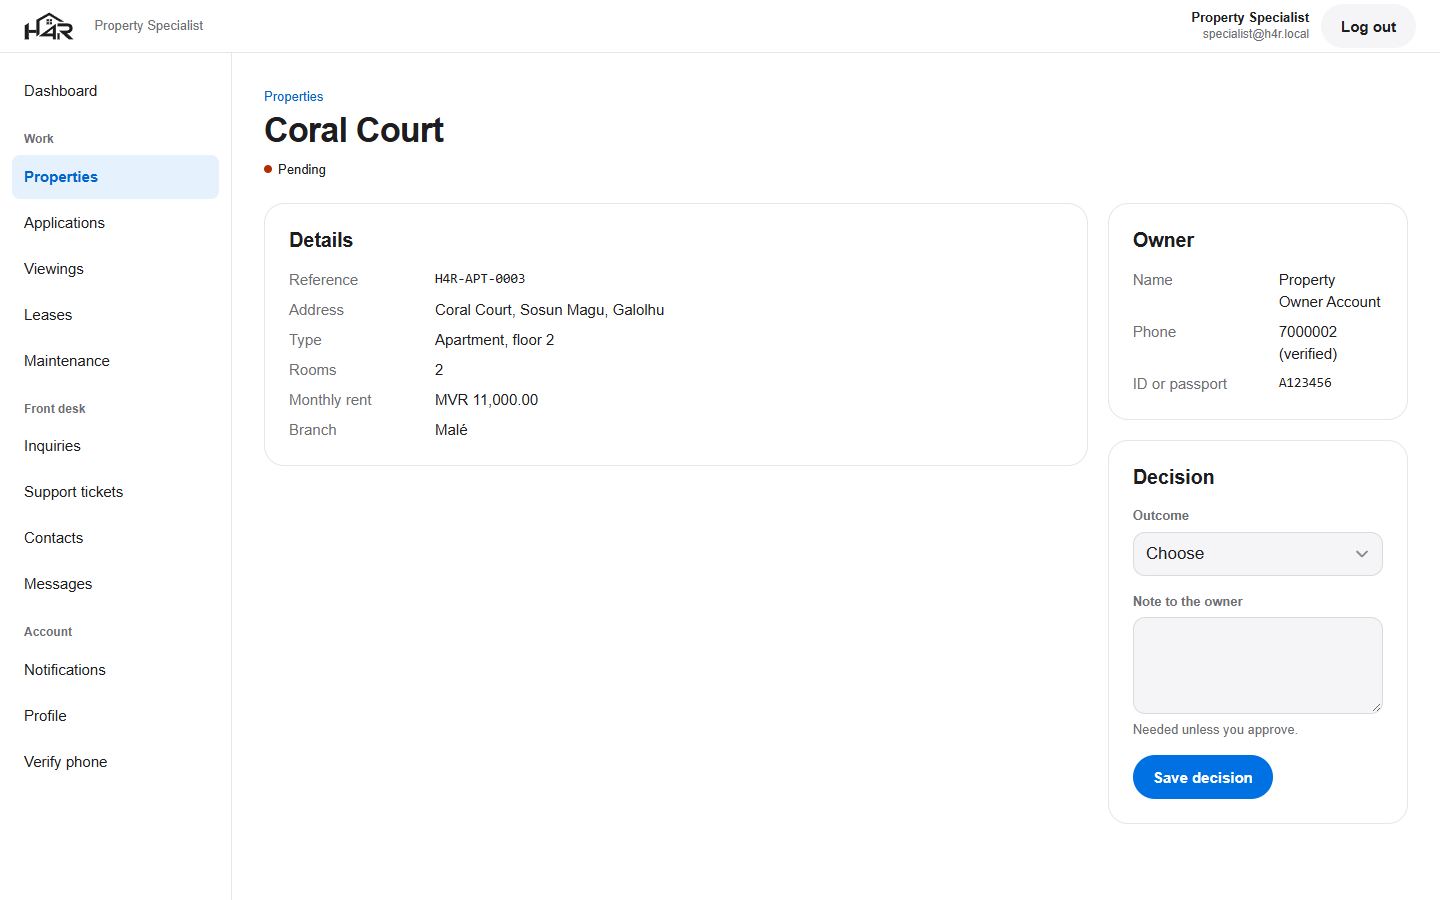 H4R
Property Specialist
Property Specialist
specialist@h4r.local
Log out
Dashboard
Work
Properties
Applications
Viewings
Leases
Maintenance
Front desk
Inquiries
Support tickets
Contacts
Messages
Account
Notifications
Profile
Verify phone
Properties
Coral Court
Pending
Details
Reference H4R-APT-0003
Address Coral Court, Sosun Magu, Galolhu
Type Apartment, floor 2
Rooms 2
Monthly rent MVR 11,000.00
Branch Malé
Owner
Name Property
Owner Account
Phone 7000002
(verified)
ID or passport A123456
Decision
Outcome
Choose
Note to the owner
Needed unless you approve.
Save decision